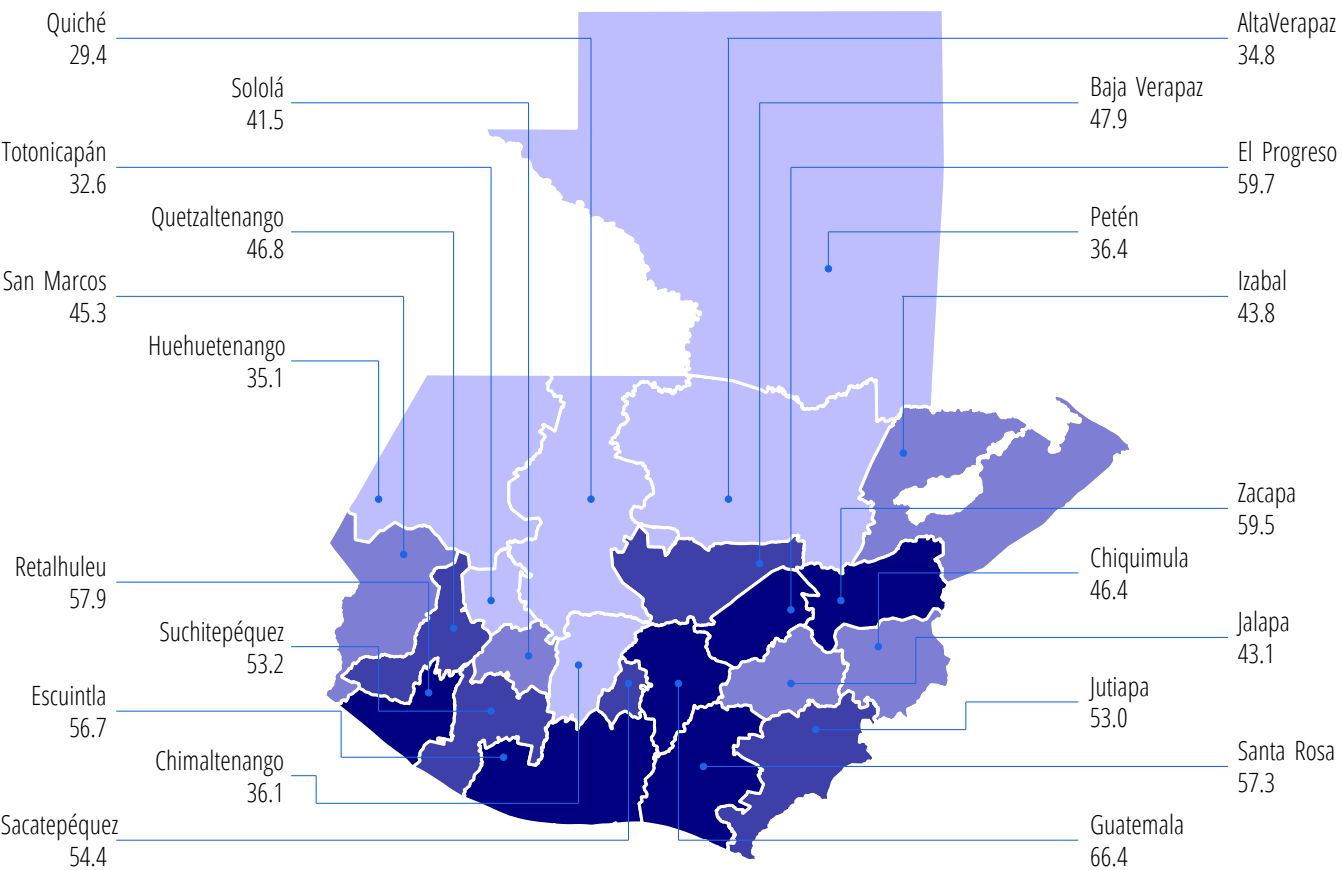 Quiché
29.4
Sololá
41.5
Totonicapán
32.6
Quetzaltenango
46.8
San Marcos
45.3
Huehuetenango
35.1
Retalhuleu
57.9
Suchitepéquez
53.2
Escuintla
56.7
Chimaltenango
36.1
Sacatepéquez
54.4
AltaVerapaz
34.8
Baja Verapaz
47.9
El Progreso
59.7
Petén
36.4
Izabal
43.8
Zacapa
59.5
Chiquimula
46.4
Jalapa
43.1
Jutiapa
53.0
Santa Rosa
57.3
Guatemala
66.4